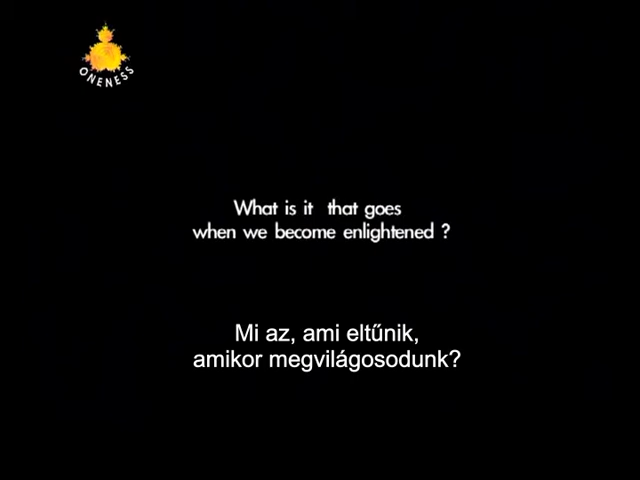 ONENESS
What is it that goes
when we become enlightened ?
Mi az, ami eltűnik,
amikor megvilágosodunk?